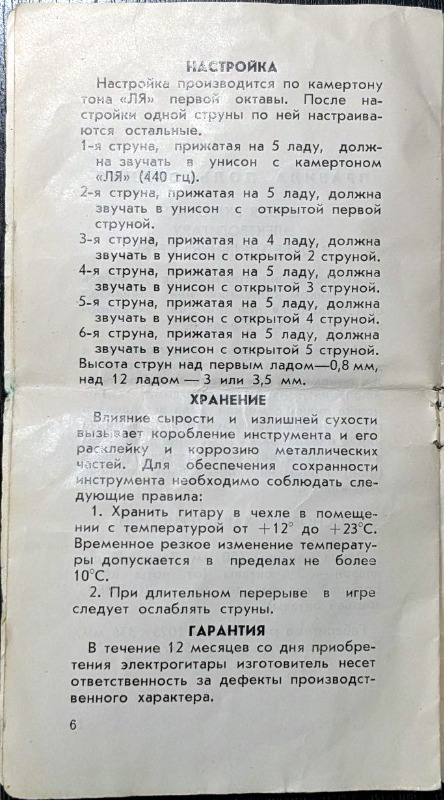 НАСТРОЙКА
Настройка производится по камертону
тона «ЛЯ» первой октавы. После на-
стройки одной струны по ней настраива-
ются остальные.
1-я струна, прижатая на 5 ладу, долж-
на звучать в унисон с камертоном
«ЛЯ» (440 гц).
2-я струна, прижатая на 5 ладу, должна
звучать в унисон с открытой первой
струной.
3-я струна, прижатая на 4 ладу, должна
звучать в унисон с открытой 2 струной.
4-я струна, прижатая на 5 ладу, должна
звучать в унисон с открытой 3 струной.
5-я струна, прижатая на 5 ладу, должна
звучать в унисон с открытой 4 струной.
6-я струна, прижатая на 5 ладу, должна
звучать в унисон с открытой 5 струной.
Высота струн над первым ладом—0,8 мм,
над 12 ладом — 3 или 3,5 мм.
ХРАНЕНИЕ
Влияние сырости и излишней сухости
вызывает коробление инструмента и его
расклейку и коррозию металлических
частей. Для обеспечения сохранности
инструмента необходимо соблюдать сле-
дующие правила:
1. Хранить гитару в чехле в помеще-
нии с температурой от +12° до +23°С.
Временное резкое изменение температу-
ры допускается в пределах не более
10°С.
2. При длительном перерыве в игре
следует ослаблять струны.
ГАРАНТИЯ
В течение 12 месяцев со дня приобре-
тения электрогитары изготовитель несет
ответственность за дефекты производст-
венного характера.
6